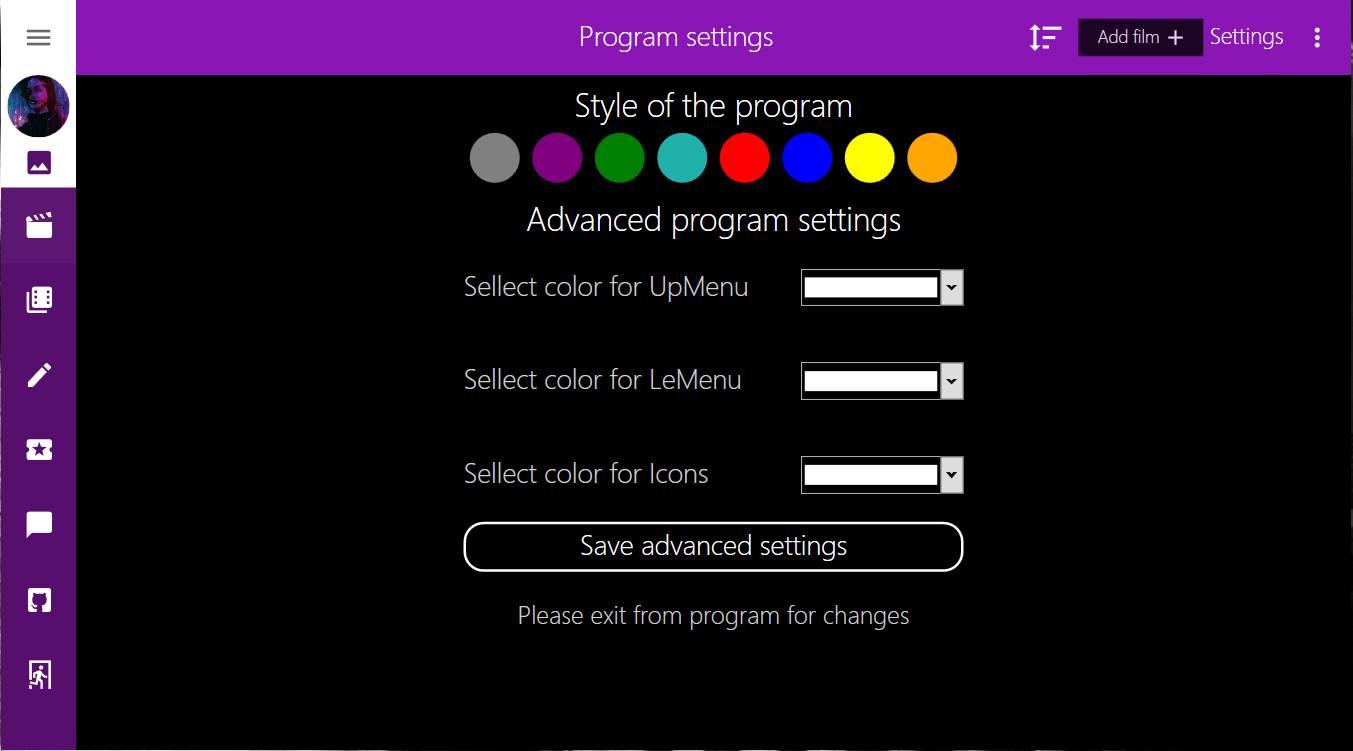 Program settings
Add film
Settings
Style of the program
Advanced program settings
Sellect color for UpMenu
Sellect color for LeMenu
Sellect color for Icons
Save advanced settings
Please exit from program for changes